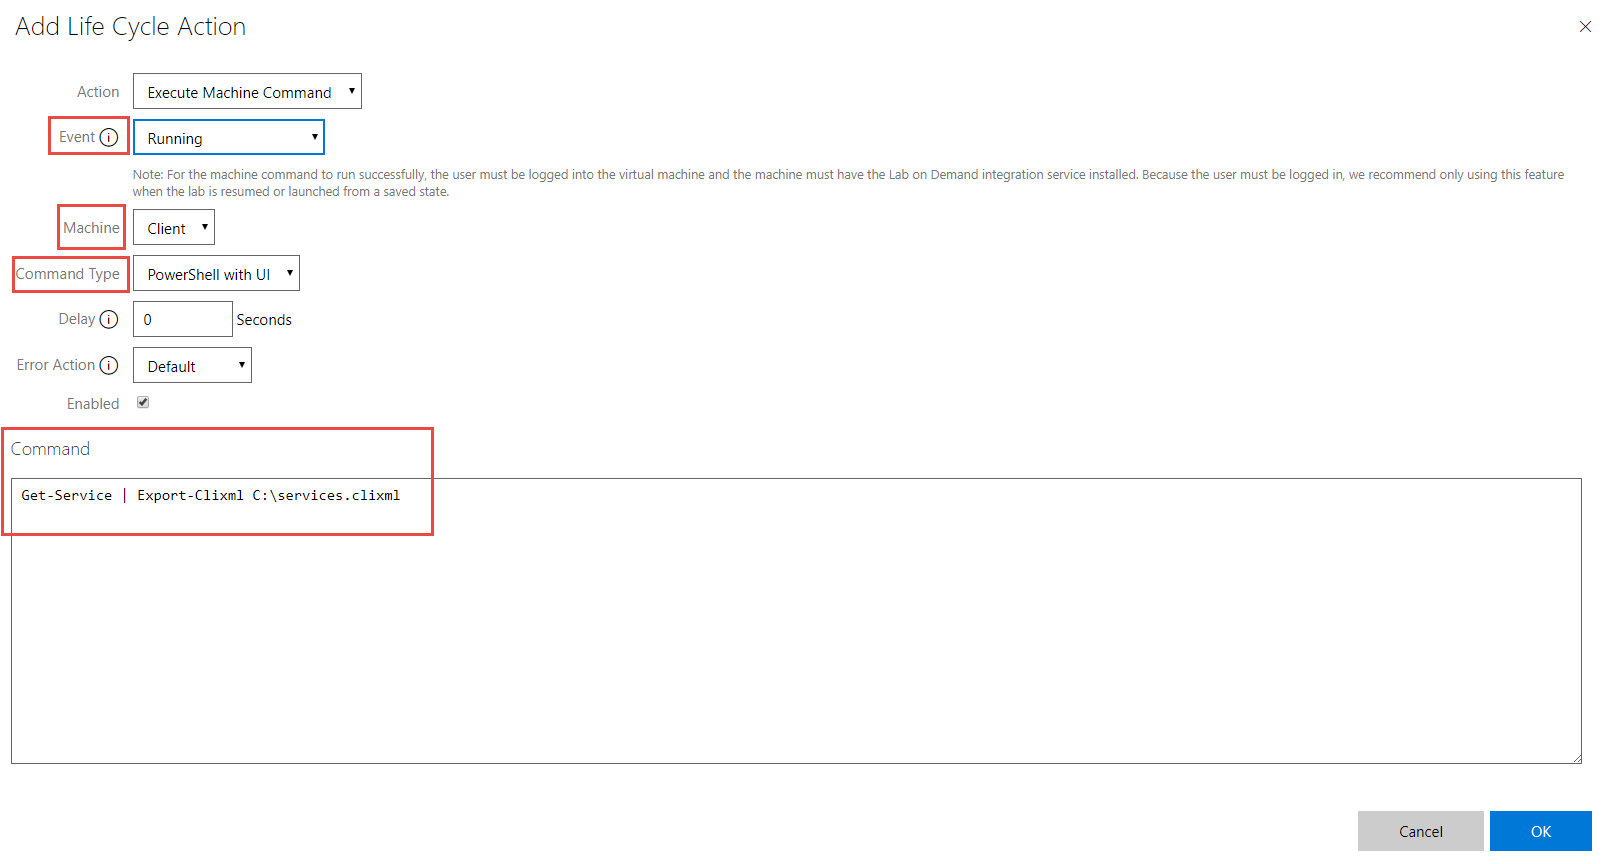 Add Life Cycle Action
Action Execute Machine Command
Event Running
Note: For the machine command to run successfully, the user must be logged into the virtual machine and the machine must have the Lab on Demand integration service installed. Because the user must be logged in, we recommend only using this feature
when the lab is resumed or launched from a saved state.
Machine Client
Command Type PowerShell with UI
Delay 0 Seconds
Error Action Default
Enabled
Command
Get-Service | Export-Clixml C:\services.clixml
Cancel OK